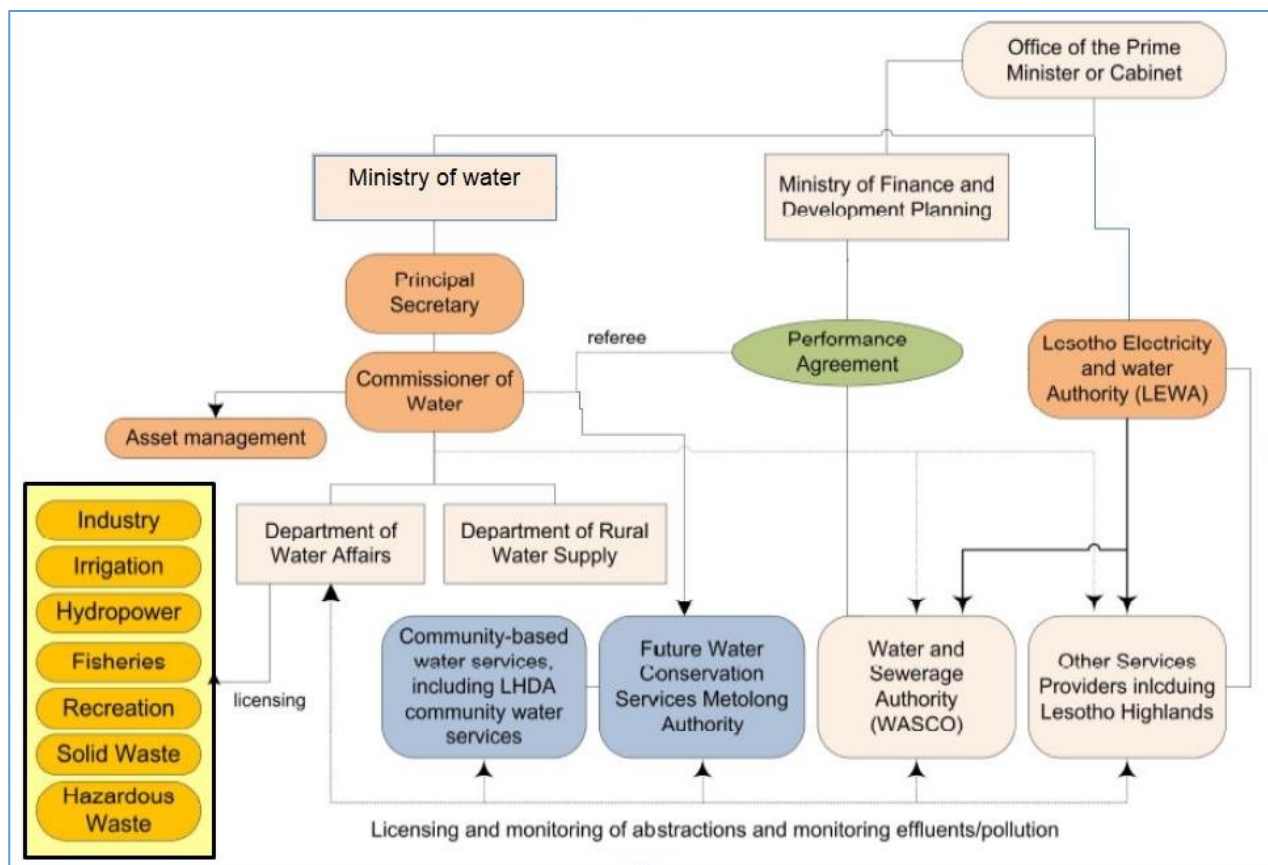 Office of the Prime
Minister or Cabinet
Ministry of water
Ministry of Finance and
Development Planning
Principal
Secretary
referee
Performance
Agreement
Lesotho Electricity
and water
Authority (LEWA)
Commissioner of
Water
Asset management
Industry
Irrigation
Hydropower
Fisheries
Recreation
Solid Waste
Hazardous
Waste
licensing
Department of
Water Affairs
Department of Rural
Water Supply
Community-based
water services,
including LHDA
community water
services
Future Water
Conservation
Services Metolong
Authority
Water and
Sewerage
Authority
(WASCO)
Other Services
Providers inlcduing
Lesotho Highlands
Licensing and monitoring of abstractions and monitoring effluents/pollution